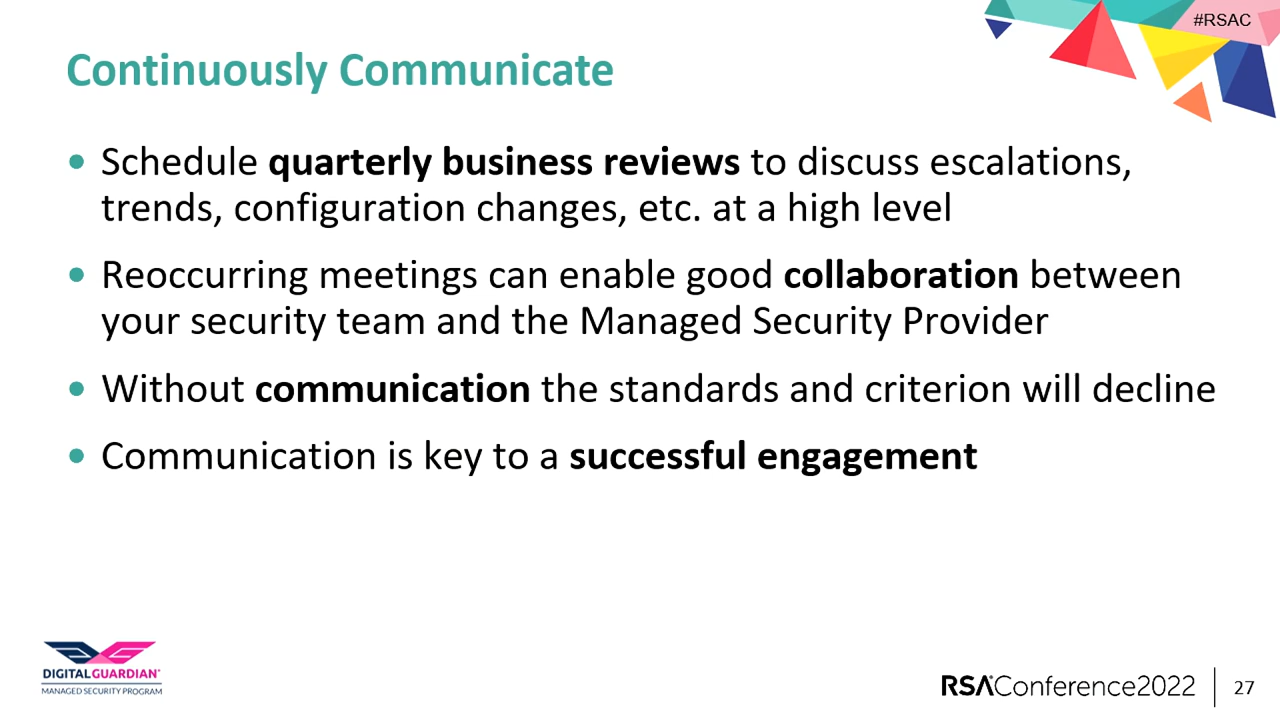 #RSAC
Continuously Communicate
• Schedule quarterly business reviews to discuss escalations,
trends, configuration changes, etc. at a high level
• Reoccurring meetings can enable good collaboration between
your security team and the Managed Security Provider
• Without communication the standards and criterion will decline
• Communication is key to a successful engagement
DIGITALGUARDIAN
MANAGED SECURITY PROGRAM
RSAConference2022
27